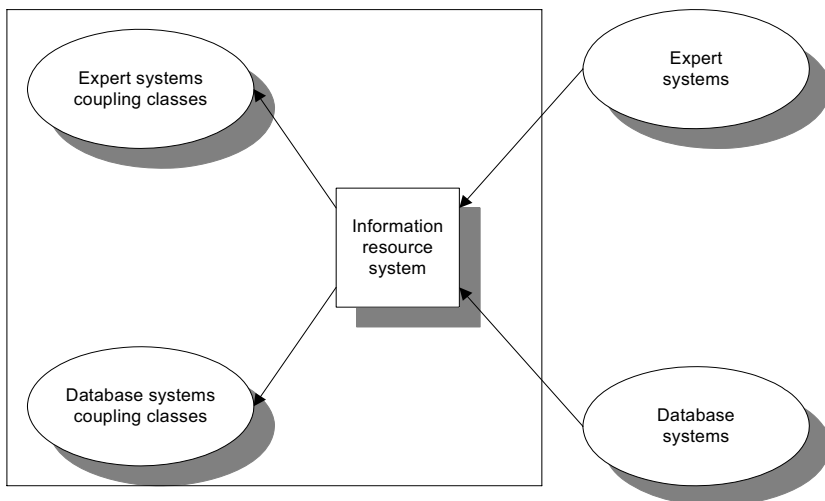 Expert systems
coupling classes
Expert
systems
Information
resource
system
Database systems
coupling classes
Database
systems